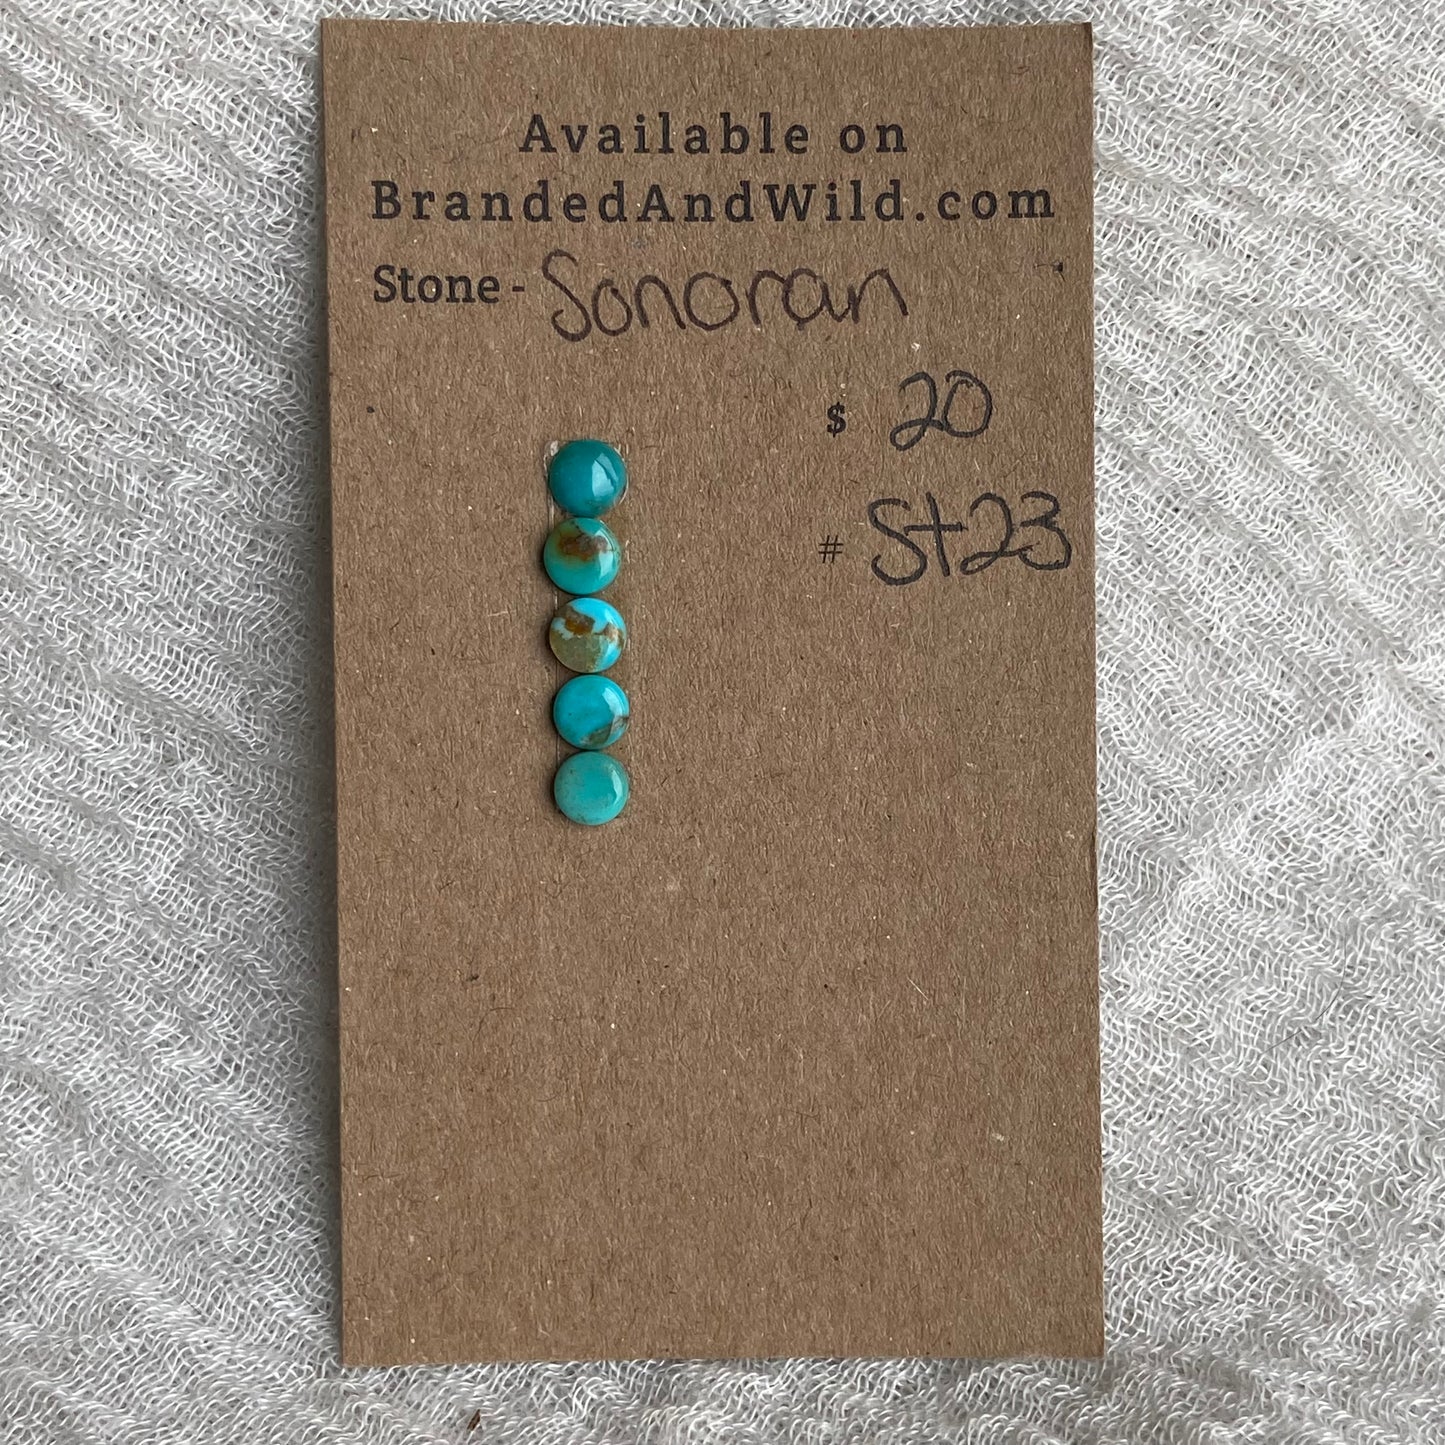 Available on
BrandedAndWild.com
Stone - Sonoran
$ 20
# St23